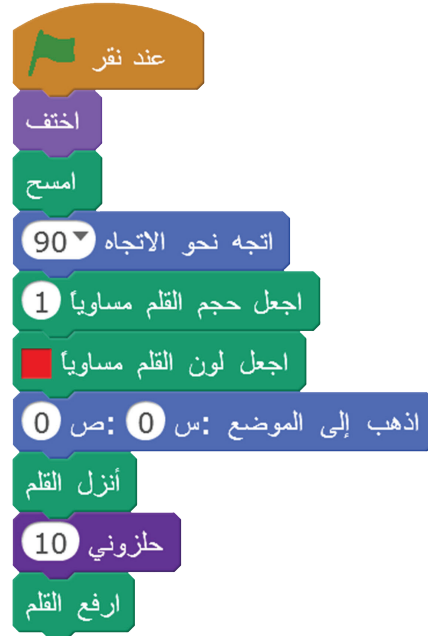 عند نقر
اختف
امسح
اتجه نحو الاتجاه 90
اجعل حجم القلم مساوياً 1
اجعل لون القلم مساوياً
اذهب إلى الموضع :س 0 :ص 0
أنزل القلم
حلزوني 10
ارفع القلم